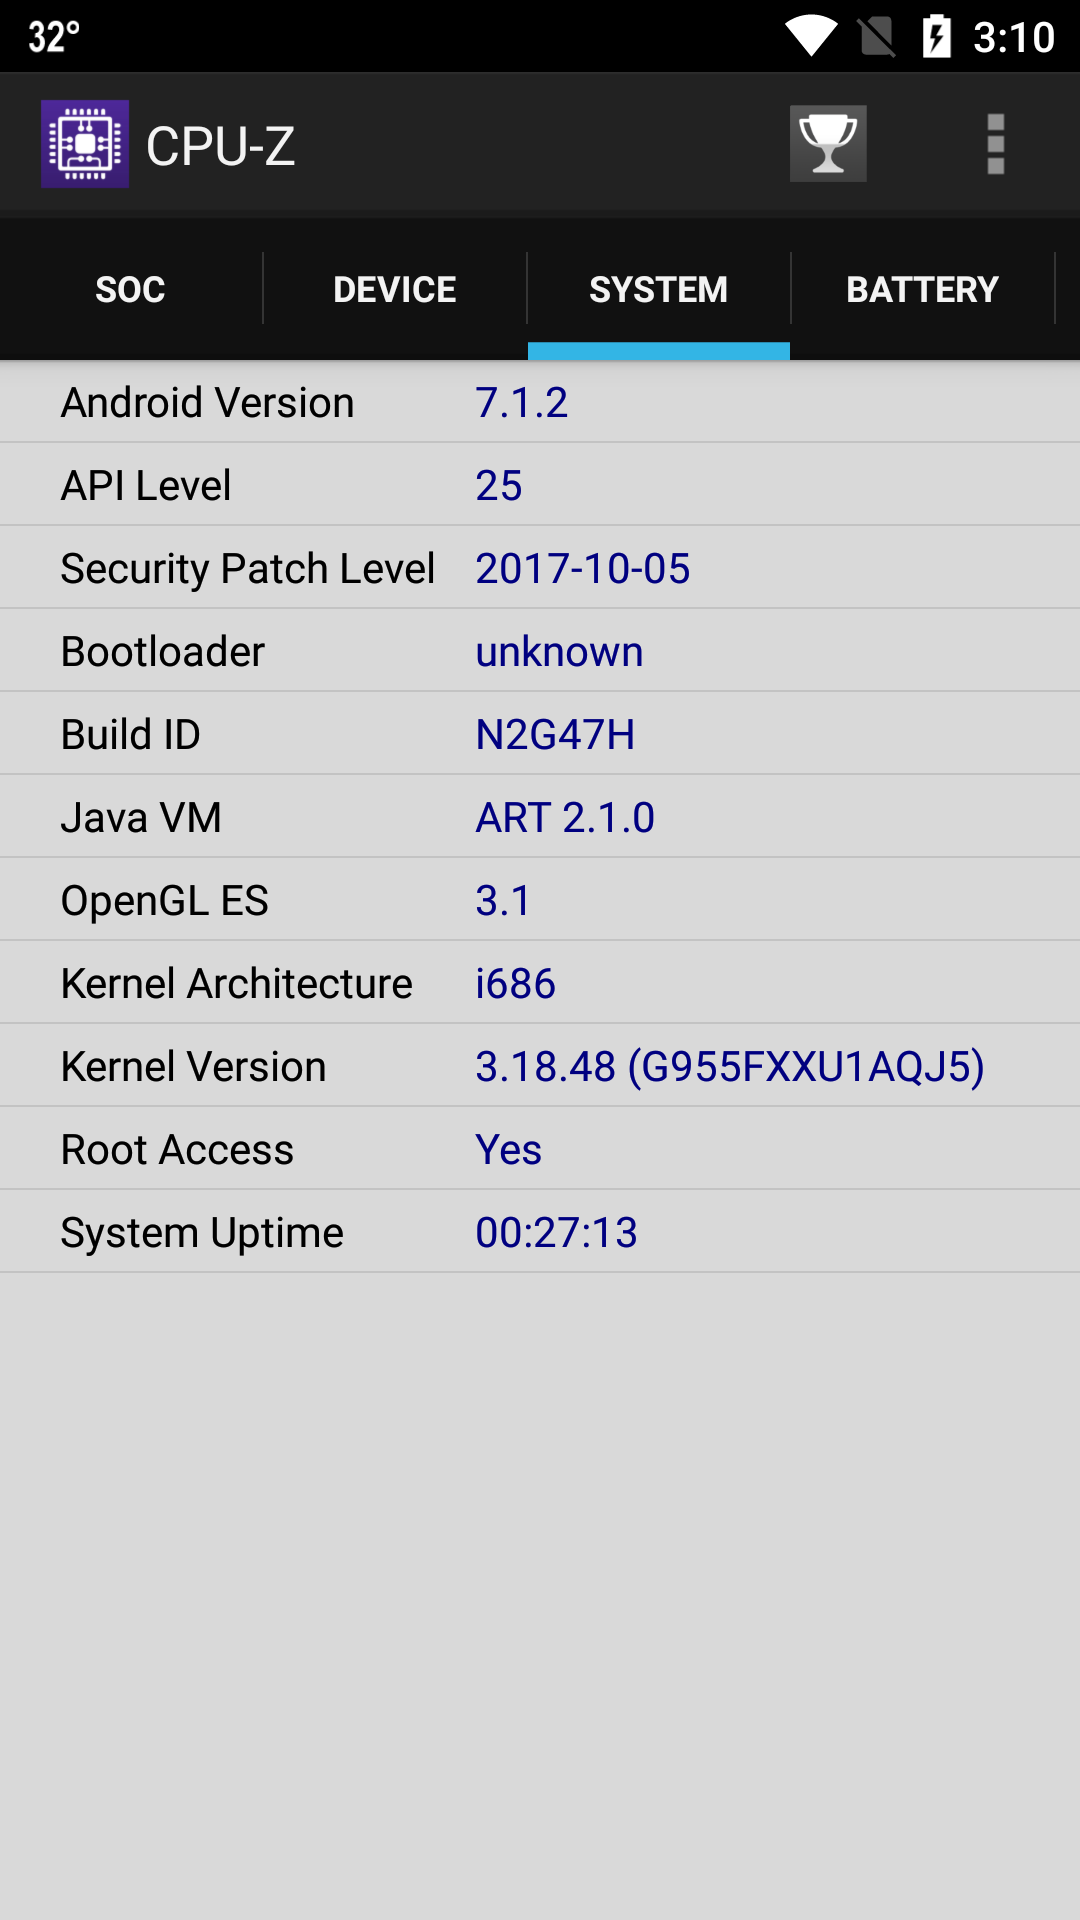 32° 3:10
CPU-Z
SOC DEVICE SYSTEM BATTERY
Android Version 7.1.2
API Level 25
Security Patch Level 2017-10-05
Bootloader unknown
Build ID N2G47H
Java VM ART 2.1.0
OpenGL ES 3.1
Kernel Architecture i686
Kernel Version 3.18.48 (G955FXXU1AQJ5)
Root Access Yes
System Uptime 00:27:13